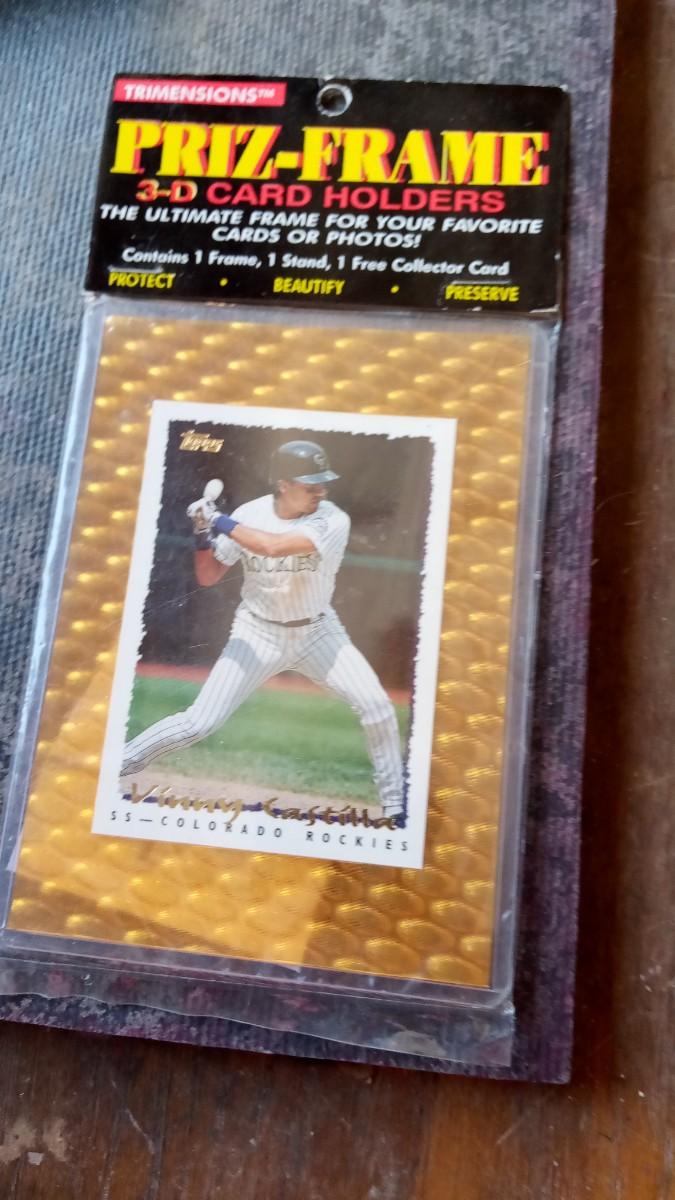 TRIMENSIONS™
PRIZ-FRAME
3-D CARD HOLDERS
THE ULTIMATE FRAME FOR YOUR FAVORITE
CARDS OR PHOTOS!
Contains 1 Frame, 1 Stand, 1 Free Collector Card
PROTECT • BEAUTIFY • PRESERVE
Topps
ROCKIES
Vinny Castilla
SS—COLORADO ROCKIES